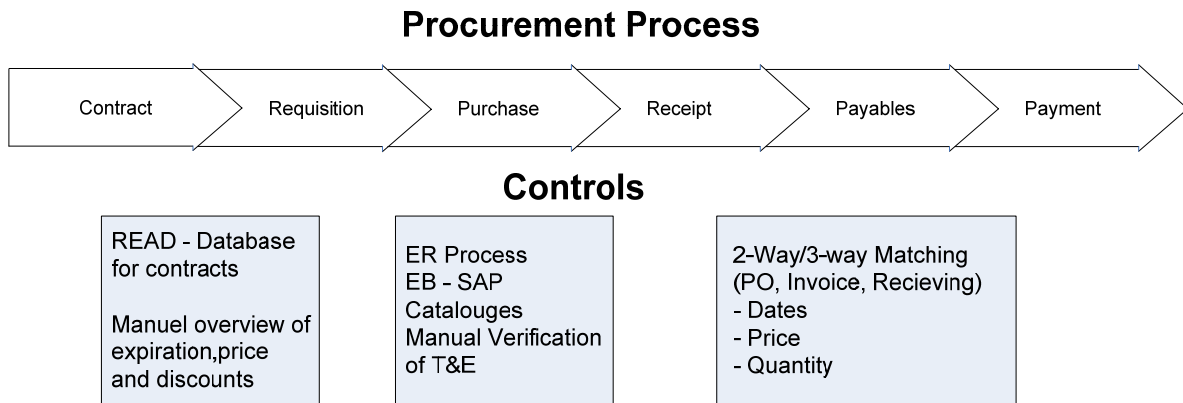 Procurement Process
Contract
Requisition
Purchase
Receipt
Payables
Payment
Controls
READ - Database
for contracts
Manuel overview of
expiration,price
and discounts
ER Process
EB - SAP
Catalouges
Manual Verification
of T&E
2-Way/3-way Matching
(PO, Invoice, Recieving)
- Dates
- Price
- Quantity